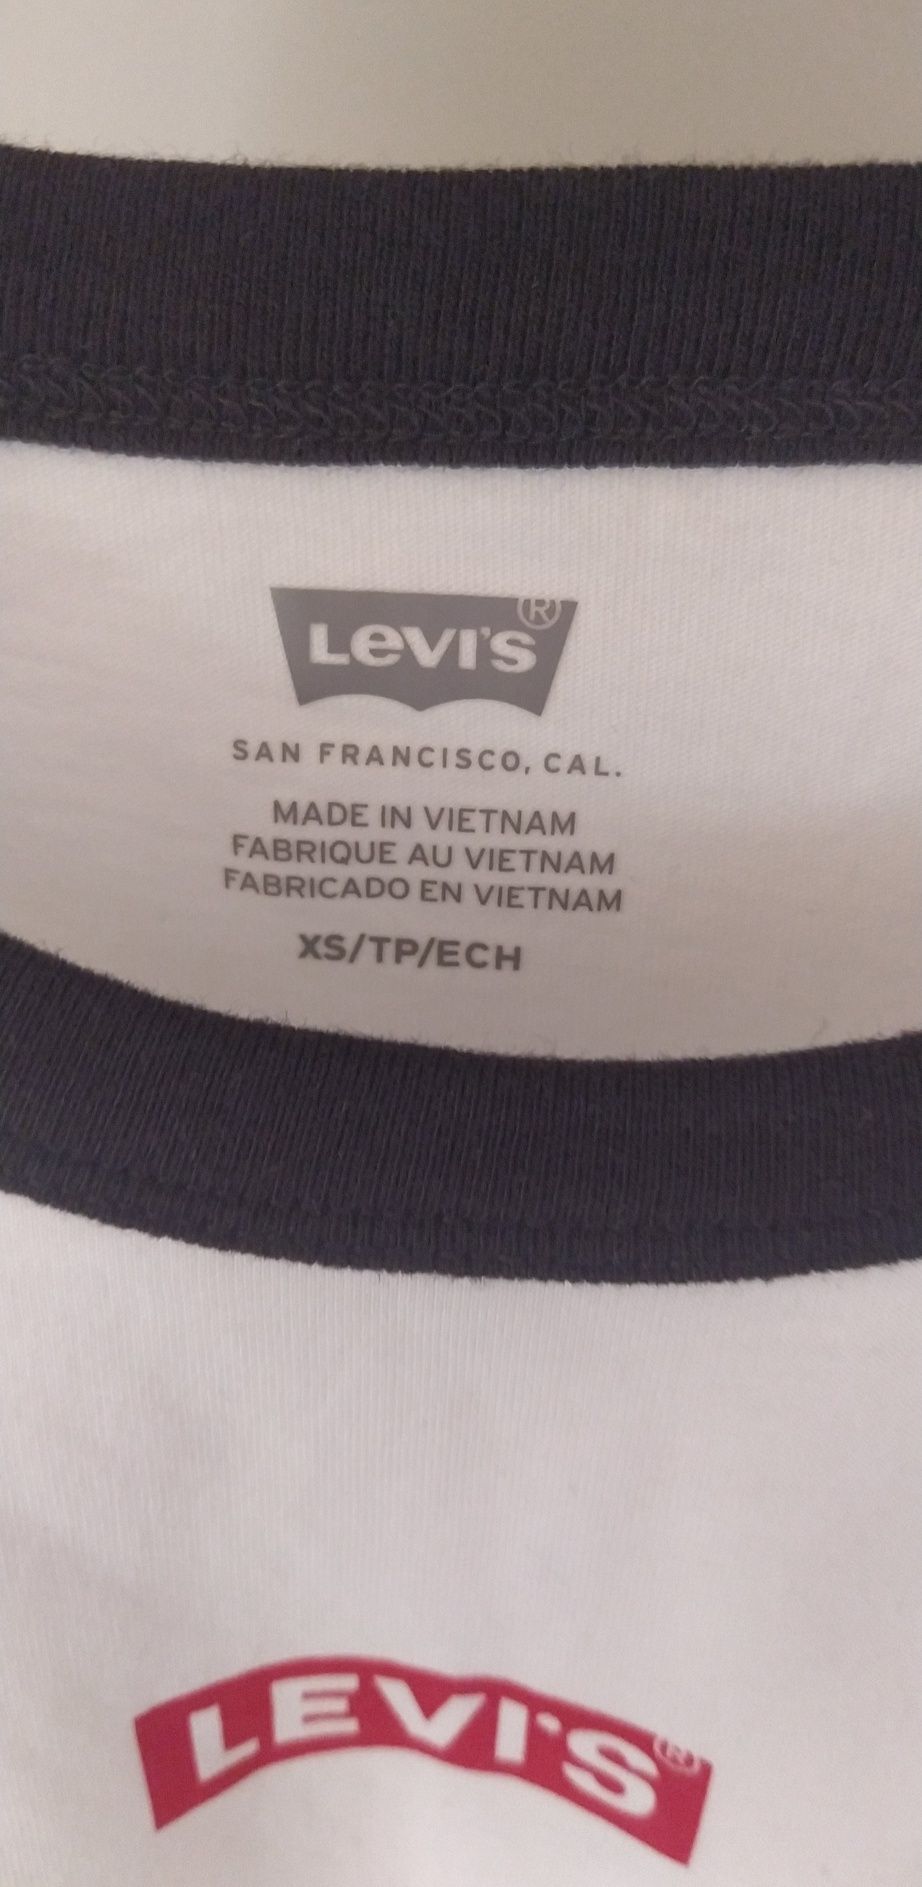 Levi's®
SAN FRANCISCO, CAL.
MADE IN VIETNAM
FABRIQUE AU VIETNAM
FABRICADO EN VIETNAM
XS/TP/ECH
LEVI'S®